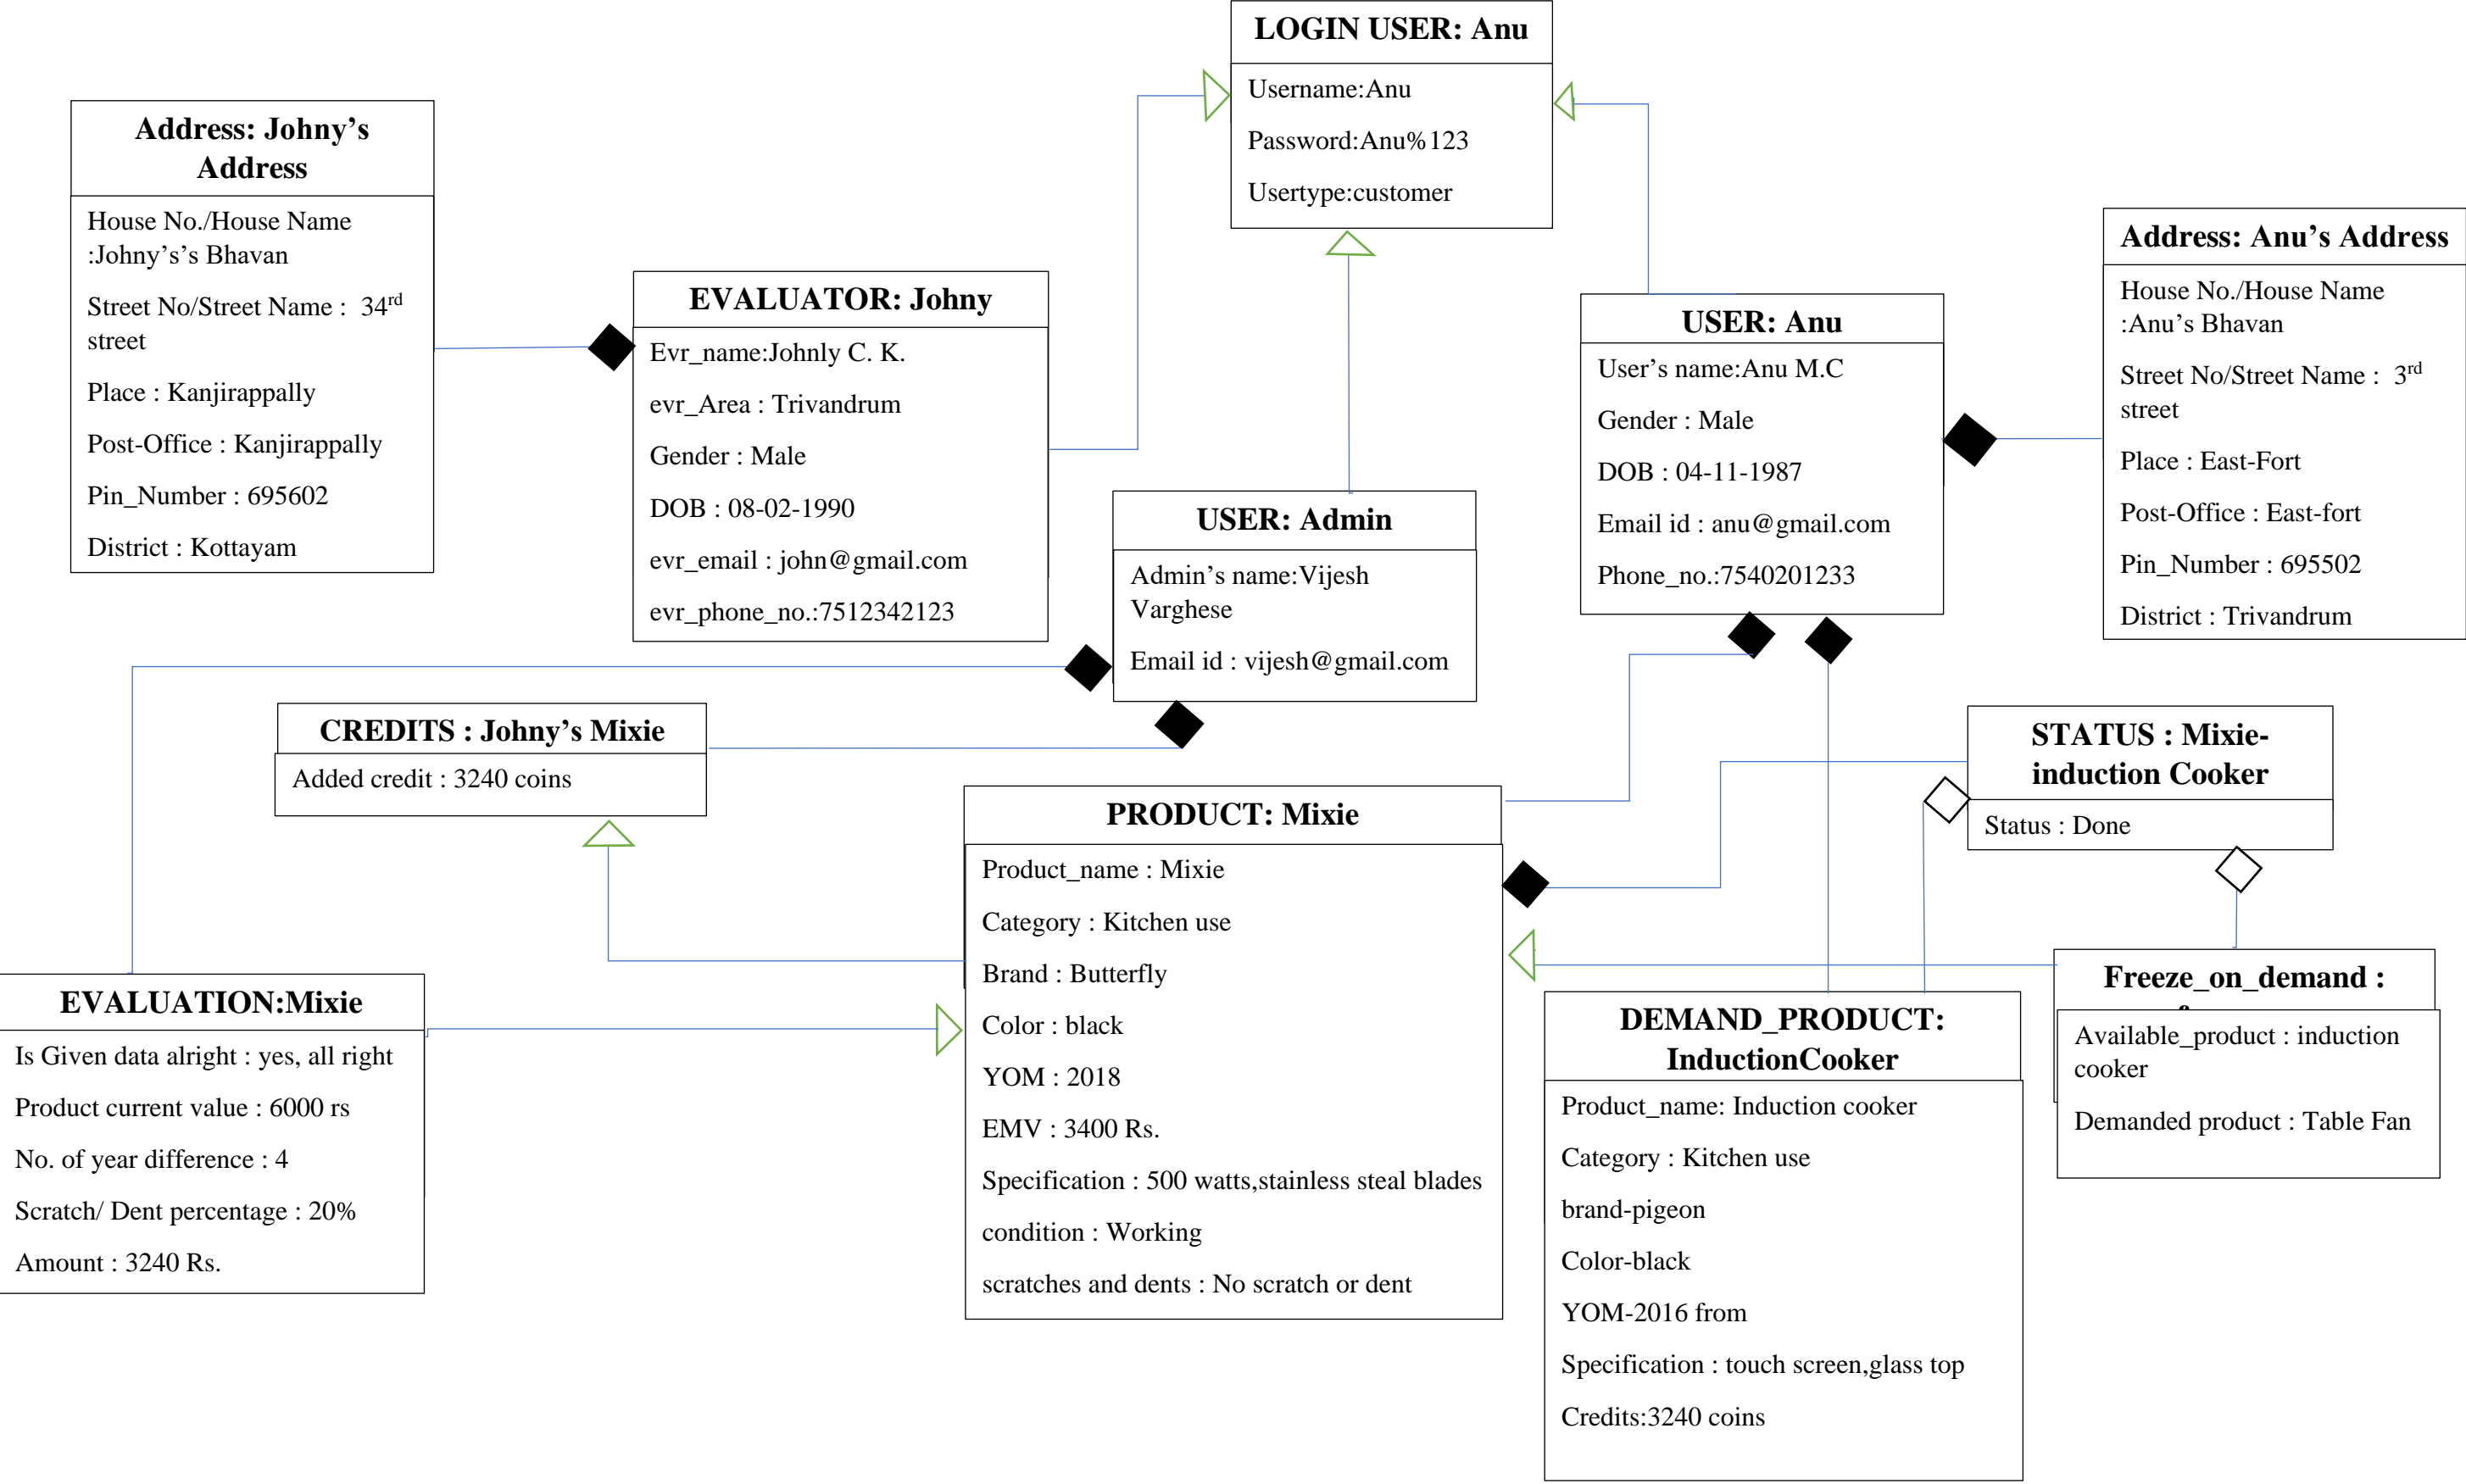 LOGIN USER: Anu
Username:Anu
Password:Anu%123
Usertype:customer
Address: Johny’s
Address
House No./House Name
:Johny’s’s Bhavan
Street No/Street Name : 34rd
street
Place : Kanjirappally
Post-Office : Kanjirappally
Pin_Number : 695602
District : Kottayam
EVALUATOR: Johny
Evr_name:Johnly C. K.
evr_Area : Trivandrum
Gender : Male
DOB : 08-02-1990
evr_email : john@gmail.com
evr_phone_no.:7512342123
USER: Admin
Admin’s name:Vijesh
Varghese
Email id : vijesh@gmail.com
USER: Anu
User’s name:Anu M.C
Gender : Male
DOB : 04-11-1987
Email id : anu@gmail.com
Phone_no.:7540201233
Address: Anu’s Address
House No./House Name
:Anu’s Bhavan
Street No/Street Name : 3rd
street
Place : East-Fort
Post-Office : East-fort
Pin_Number : 695502
District : Trivandrum
CREDITS : Johny’s Mixie
Added credit : 3240 coins
STATUS : Mixie-
induction Cooker
Status : Done
PRODUCT: Mixie
Product_name : Mixie
Category : Kitchen use
Brand : Butterfly
Color : black
YOM : 2018
EMV : 3400 Rs.
Specification : 500 watts,stainless steal blades
condition : Working
scratches and dents : No scratch or dent
EVALUATION:Mixie
Is Given data alright : yes, all right
Product current value : 6000 rs
No. of year difference : 4
Scratch/ Dent percentage : 20%
Amount : 3240 Rs.
DEMAND_PRODUCT:
InductionCooker
Product_name: Induction cooker
Category : Kitchen use
brand-pigeon
Color-black
YOM-2016 from
Specification : touch screen,glass top
Credits:3240 coins
Freeze_on_demand :
Available_product : induction
cooker
Demanded product : Table Fan